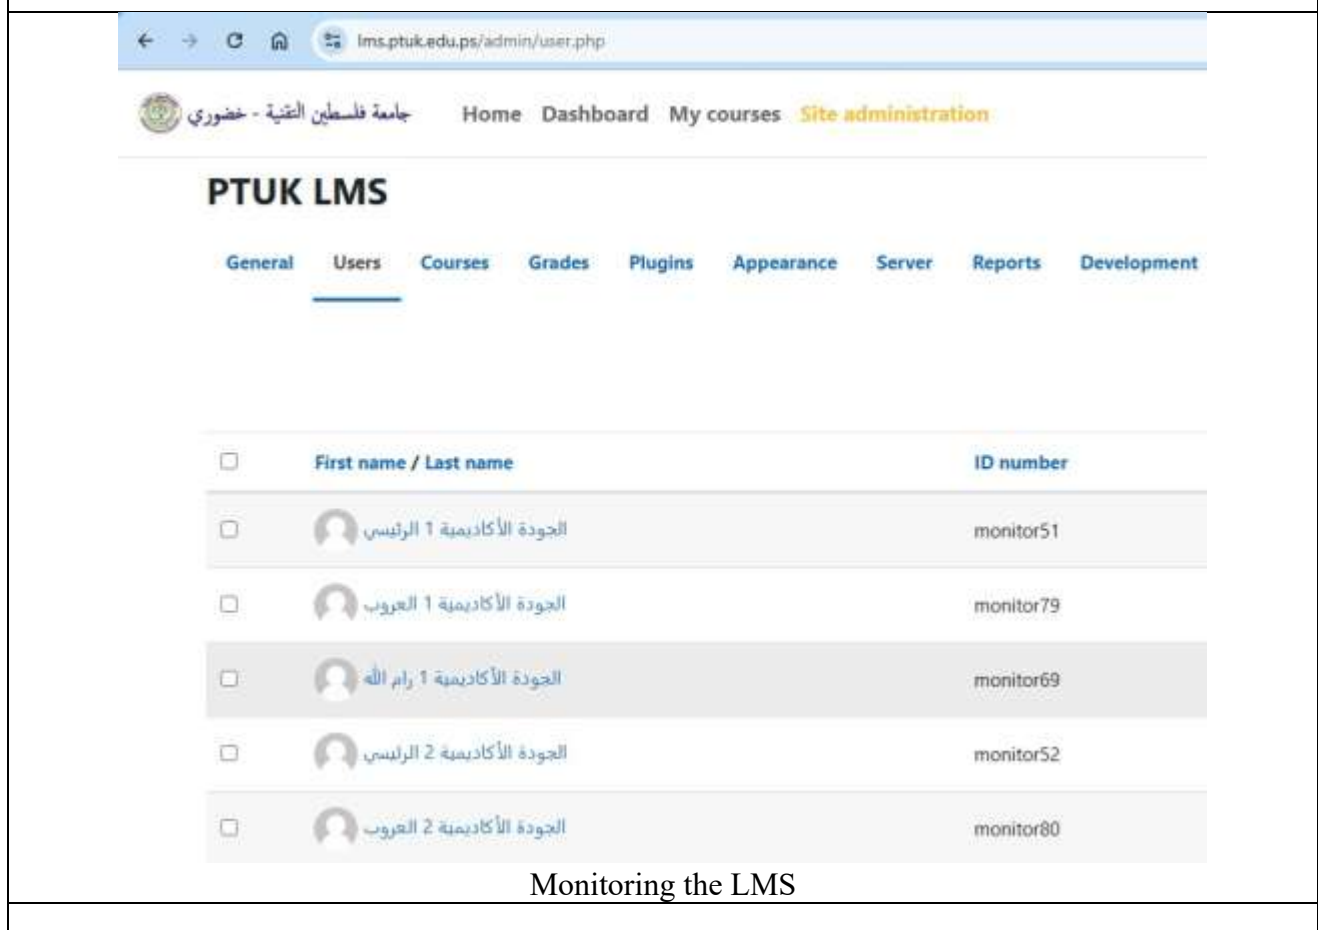 lms.ptuk.edu.ps/admin/user.php
جامعة فلسطين التقنية - خضوري Home Dashboard My courses Site administration
PTUK LMS
General Users Courses Grades Plugins Appearance Server Reports Development
First name / Last name ID number
الجودة الأكاديمية 1 الرئيسي monitor51
الجودة الأكاديمية 1 العروب monitor79
الجودة الأكاديمية 1 رام الله monitor69
الجودة الأكاديمية 2 الرئيسي monitor52
الجودة الأكاديمية 2 العروب monitor80
Monitoring the LMS